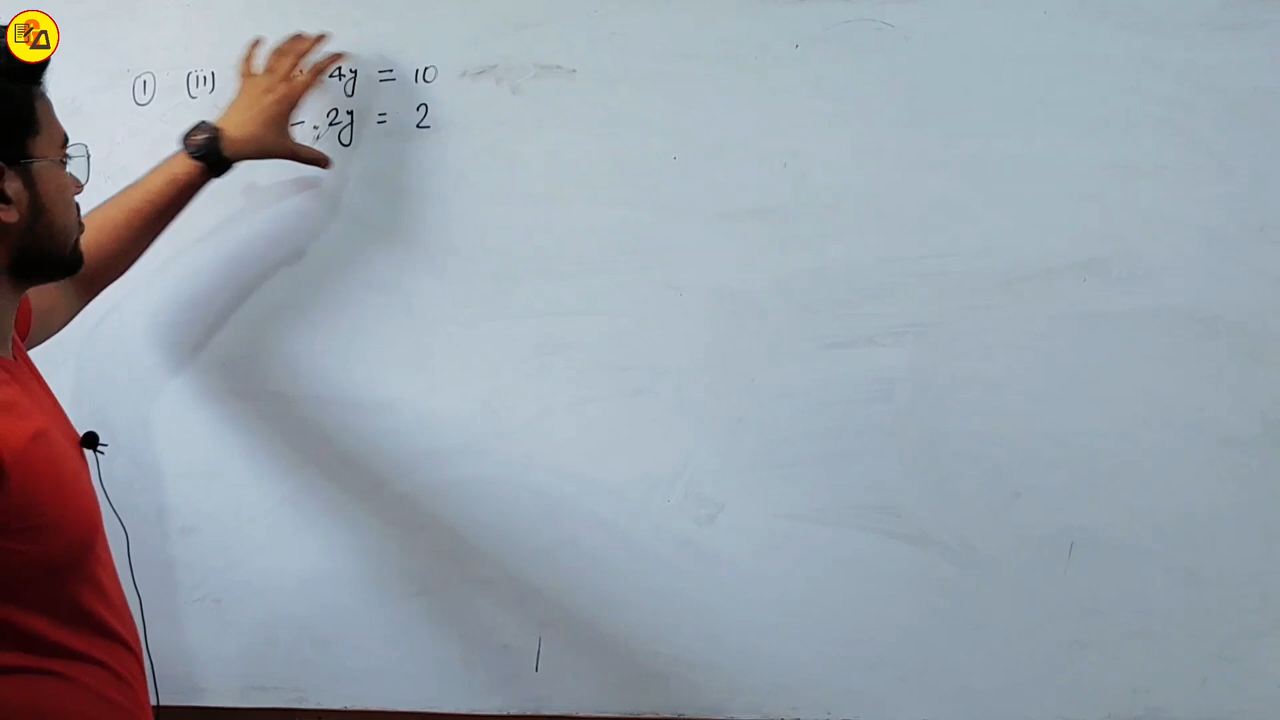 ① (ii) 4y = 10
- 2y = 2